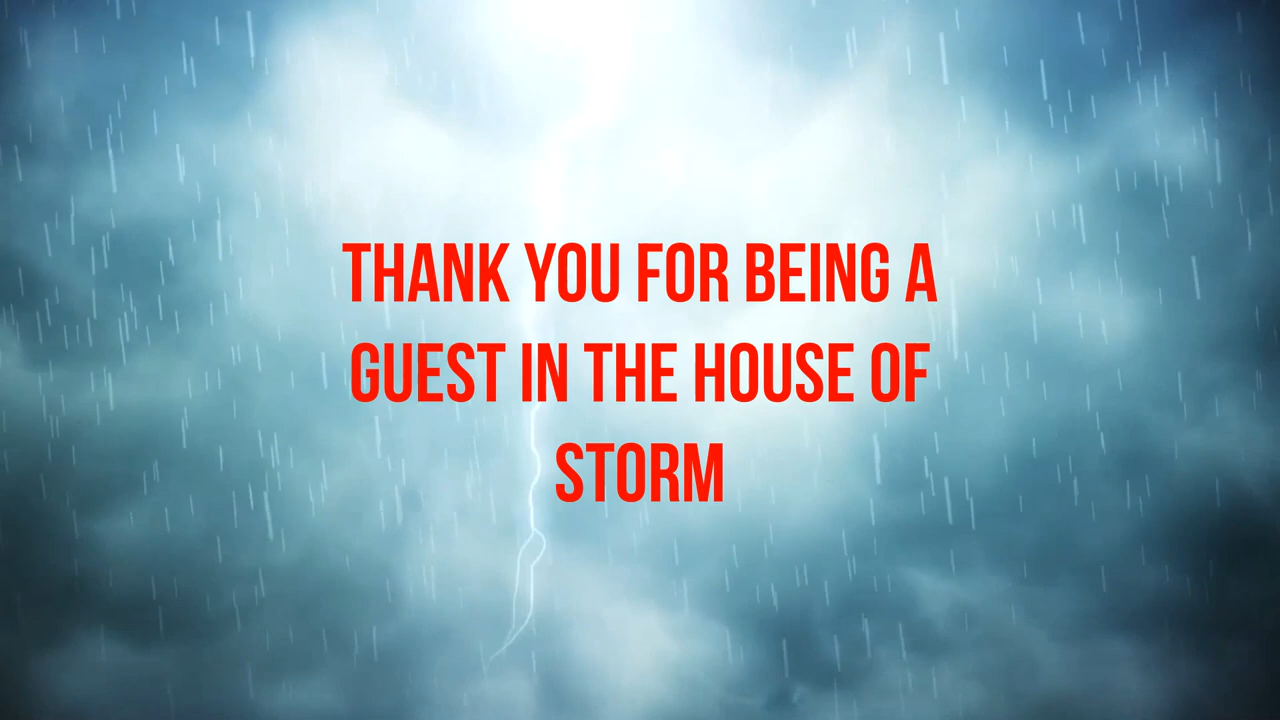 THANK YOU FOR BEING A
GUEST IN THE HOUSE OF
STORM